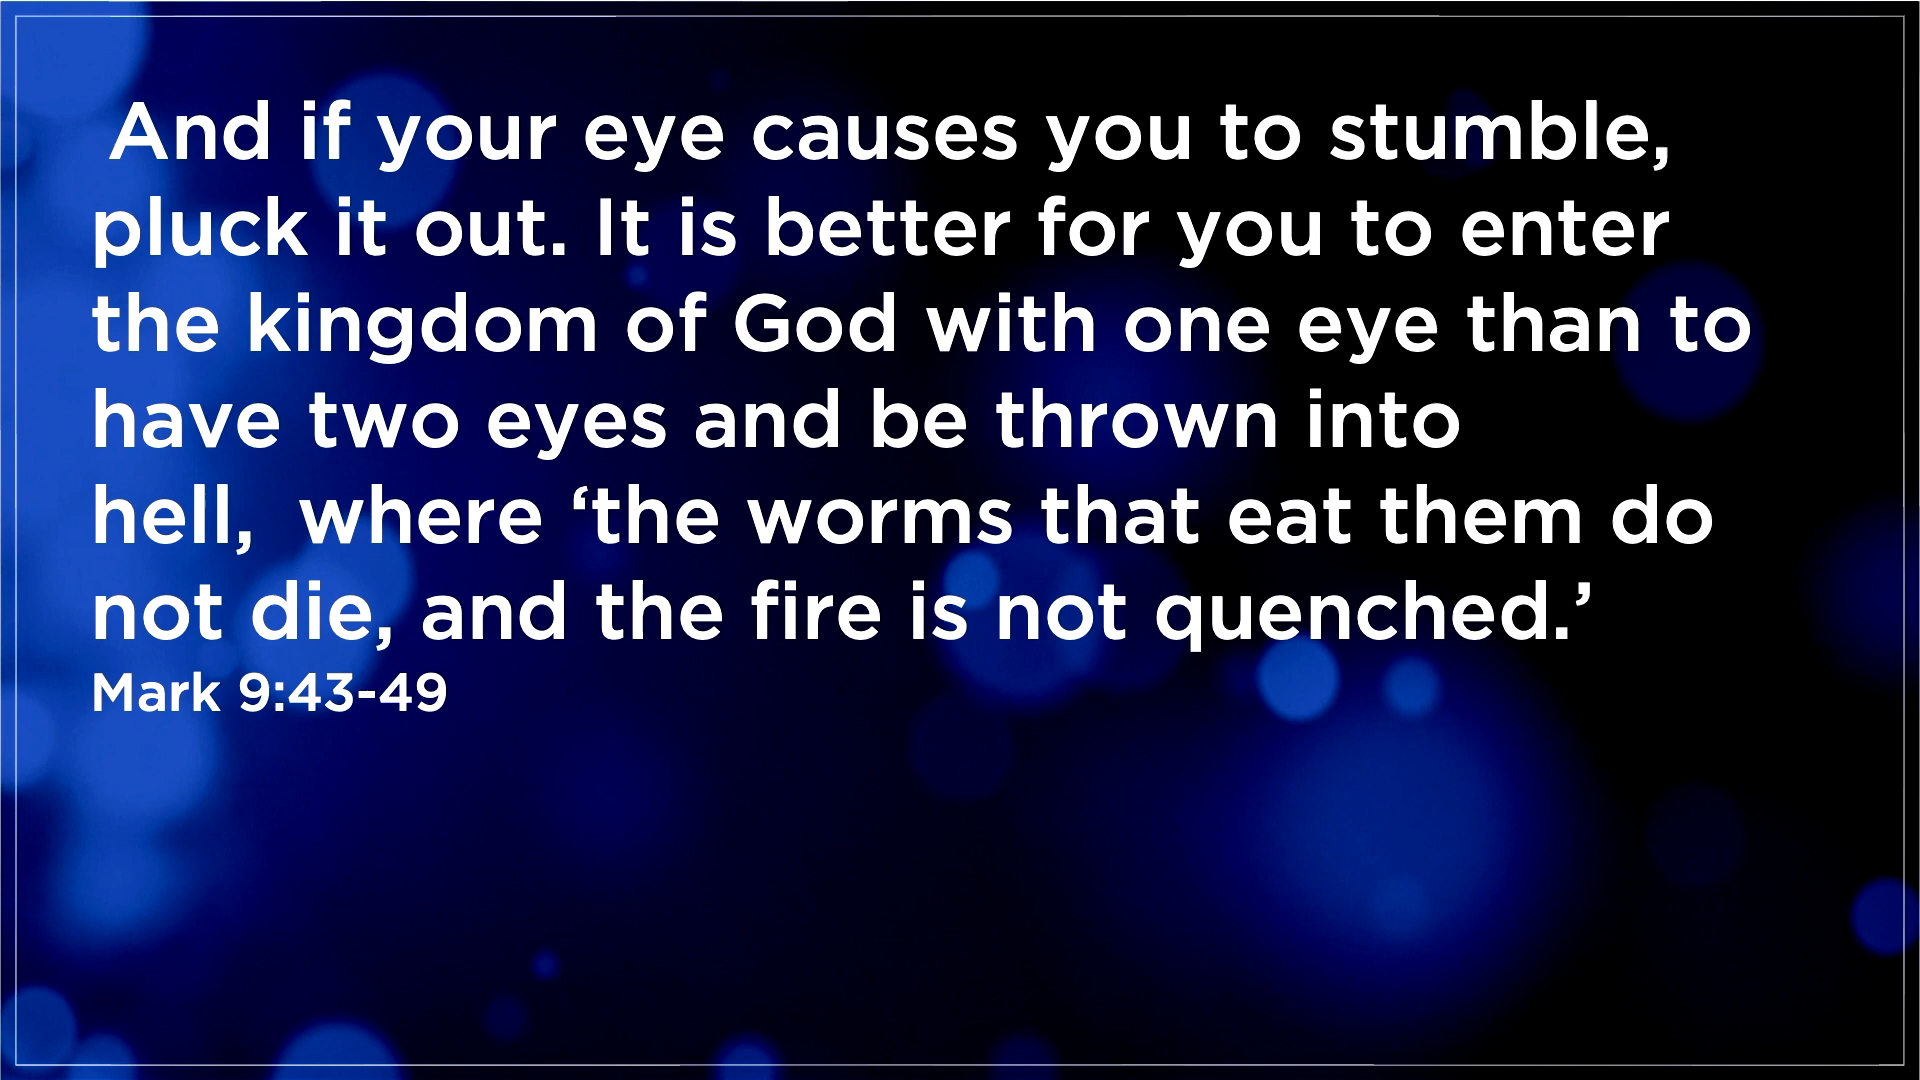 And if your eye causes you to stumble,
pluck it out. It is better for you to enter
the kingdom of God with one eye than to
have two eyes and be thrown into
hell,  where ‘the worms that eat them do
not die, and the fire is not quenched.’
Mark 9:43-49